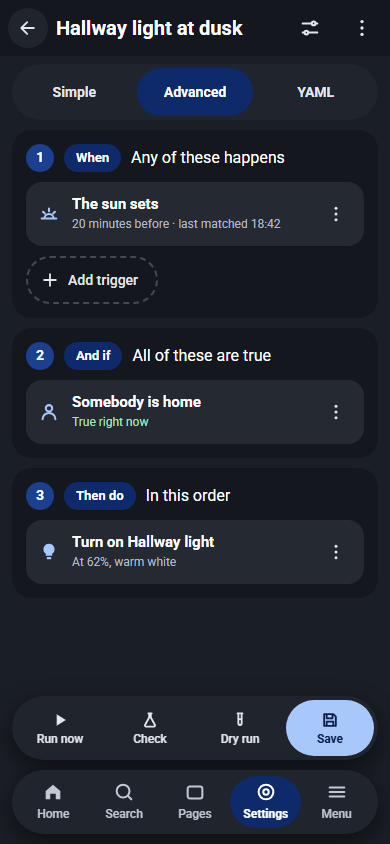 Hallway light at dusk
Simple
Advanced
YAML
1 When Any of these happens
The sun sets
20 minutes before · last matched 18:42
Add trigger
2 And if All of these are true
Somebody is home
True right now
3 Then do In this order
Turn on Hallway light
At 62%, warm white
Run now
Check
Dry run
Save
Home
Search
Pages
Settings
Menu